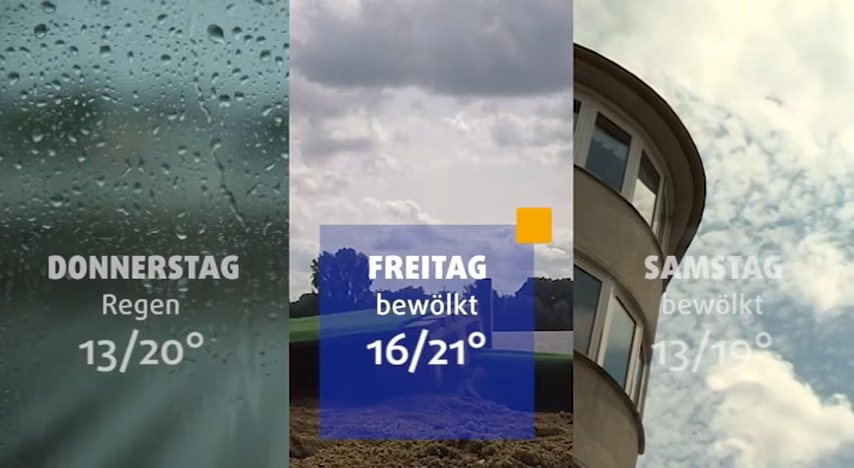 DONNERSTAG
Regen
13/20°
FREITAG
bewölkt
16/21°
SAMSTAG
bewölkt
13/19°